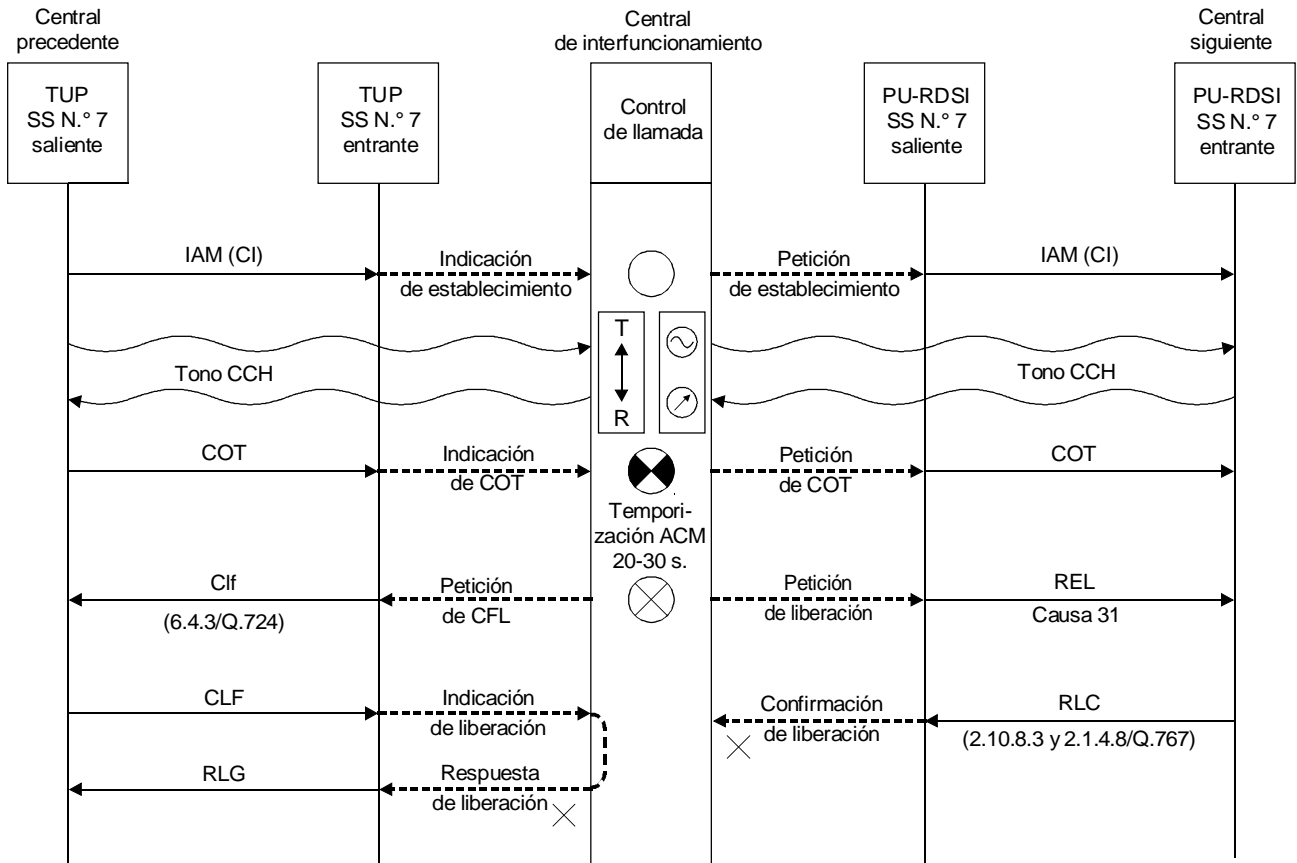 Central
precedente
Central
de interfuncionamiento
Central
siguiente
TUP
SS N.° 7
saliente
TUP
SS N.° 7
entrante
Control
de llamada
PU-RDSI
SS N.° 7
saliente
PU-RDSI
SS N.° 7
entrante
IAM (CI)
Indicación
de establecimiento
Petición
de establecimiento
IAM (CI)
Tono CCH
T
R
Tono CCH
COT
Indicación
de COT
Petición
de COT
COT
Tempori-
zación ACM
20-30 s.
Clf
(6.4.3/Q.724)
Petición
de CFL
Petición
de liberación
REL
Causa 31
CLF
Indicación
de liberación
Confirmación
de liberación
RLC
(2.10.8.3 y 2.1.4.8/Q.767)
RLG
Respuesta
de liberación